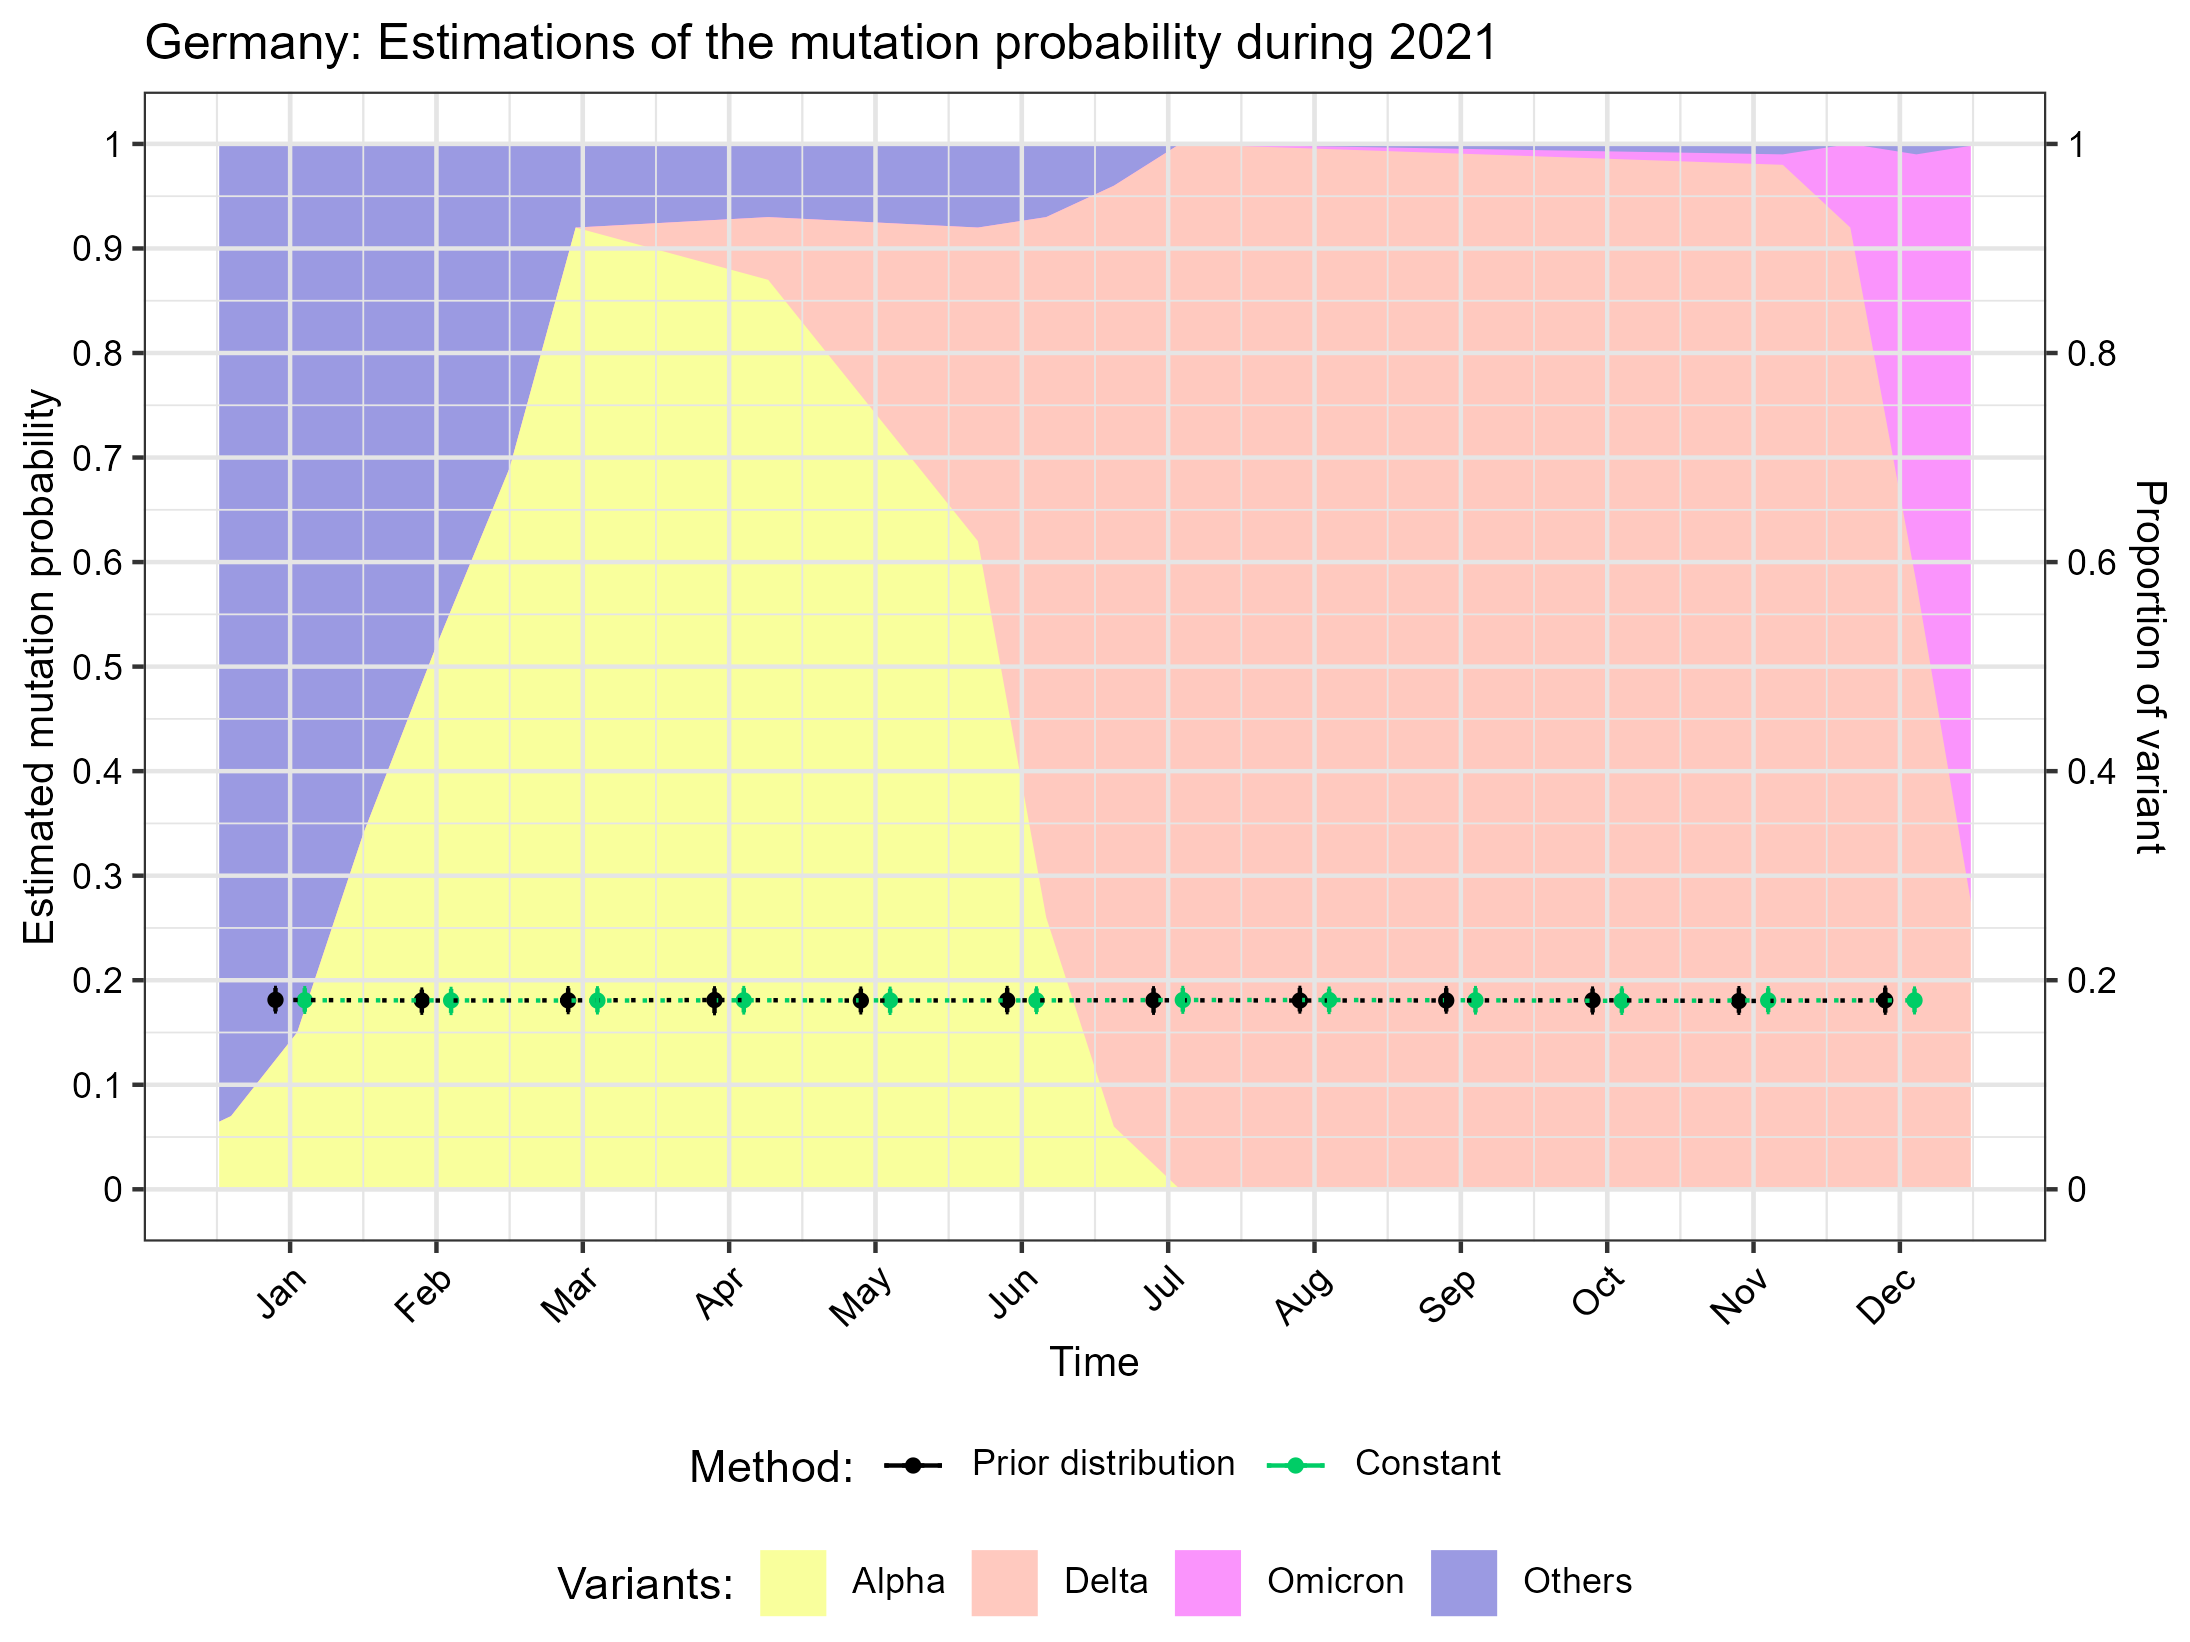 Germany: Estimations of the mutation probability during 2021
Estimated mutation probability
1
0.9
0.8
0.7
0.6
0.5
0.4
0.3
0.2
0.1
0
1
0.8
0.6
0.4
0.2
0
Proportion of variant
Jan Feb Mar Apr May Jun Jul Aug Sep Oct Nov Dec
Time
Method: Prior distribution Constant
Variants: Alpha Delta Omicron Others